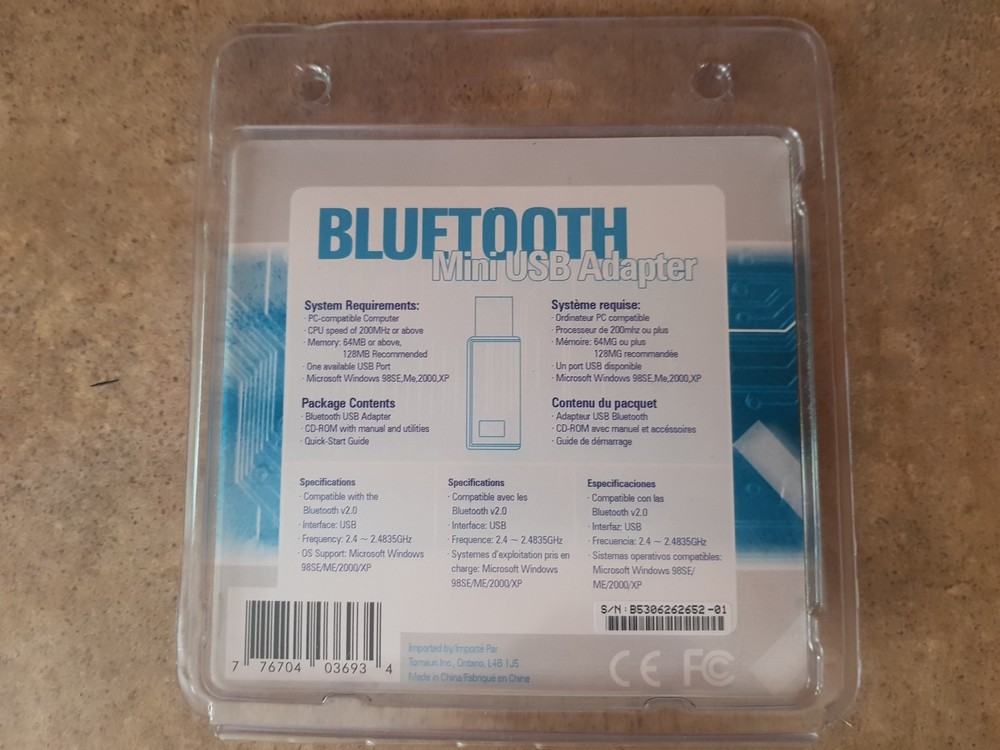 BLUETOOTH
Mini USB Adapter
System Requirements:
· PC-compatible Computer
· CPU speed of 200MHz or above
· Memory: 64MB or above,
128MB Recommended
· One available USB Port
· Microsoft Windows 98SE,Me,2000,XP
Package Contents
· Bluetooth USB Adapter
· CD-ROM with manual and utilities
· Quick-Start Guide
Système requise:
· Ordinateur PC compatible
· Processeur de 200mhz ou plus
· Mémoire: 64MG ou plus
128MG recommandée
· Un port USB disponible
· Microsoft Windows 98SE,Me,2000,XP
Contenu du pacquet
· Adapteur USB Bluetooth
· CD-ROM avec manuel et accéssoires
· Guide de démarrage
Specifications
· Compatible with the
Bluetooth v2.0
· Interface: USB
· Frequency: 2.4 ~ 2.4835GHz
· OS Support: Microsoft Windows
98SE/ME/2000/XP
Specifications
· Compatible avec les
Bluetooth v2.0
· Interface: USB
· Frequence: 2.4 ~ 2.4835GHz
· Systemes d'exploitation pris en
charge: Microsoft Windows
98SE/ME/2000/XP
Especificaciones
· Compatible con las
Bluetooth v2.0
· Interfaz: USB
· Frecuencia: 2.4 ~ 2.4835GHz
· Sistemas operativos compatibles:
Microsoft Windows 98SE/
ME/2000/XP
S/N:B5306262652-01
7 76704 03693 4
Imported by/Importé Par
Tomauri Inc., Ontario, L4B 1J5
Made in China/Fabriqué en Chine
CE FC